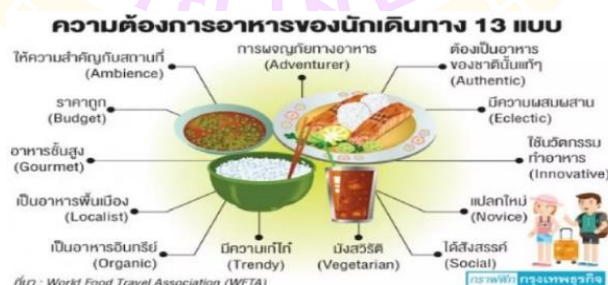 ความต้องการอาหารของนักเดินทาง 13 แบบ
ให้ความสำคัญกับสถานที่
(Ambience)
การผจญภัยทางอาหาร
(Adventurer)
ต้องเป็นอาหาร
ของชาตินั้นแท้ๆ
(Authentic)
ราคาถูก
(Budget)
มีความผสมผสาน
(Eclectic)
อาหารชั้นสูง
(Gourmet)
ใช้นวัตกรรม
ทำอาหาร
(Innovative)
เป็นอาหารพื้นเมือง
(Localist)
แปลกใหม่
(Novice)
เป็นอาหารอินทรีย์
(Organic)
มีความเก๋ไก๋
(Trendy)
มังสวิรัติ
(Vegetarian)
ได้สังสรรค์
(Social)
ที่มา : World Food Travel Association (WFTA)
กราฟฟิก กรุงเทพธุรกิจ